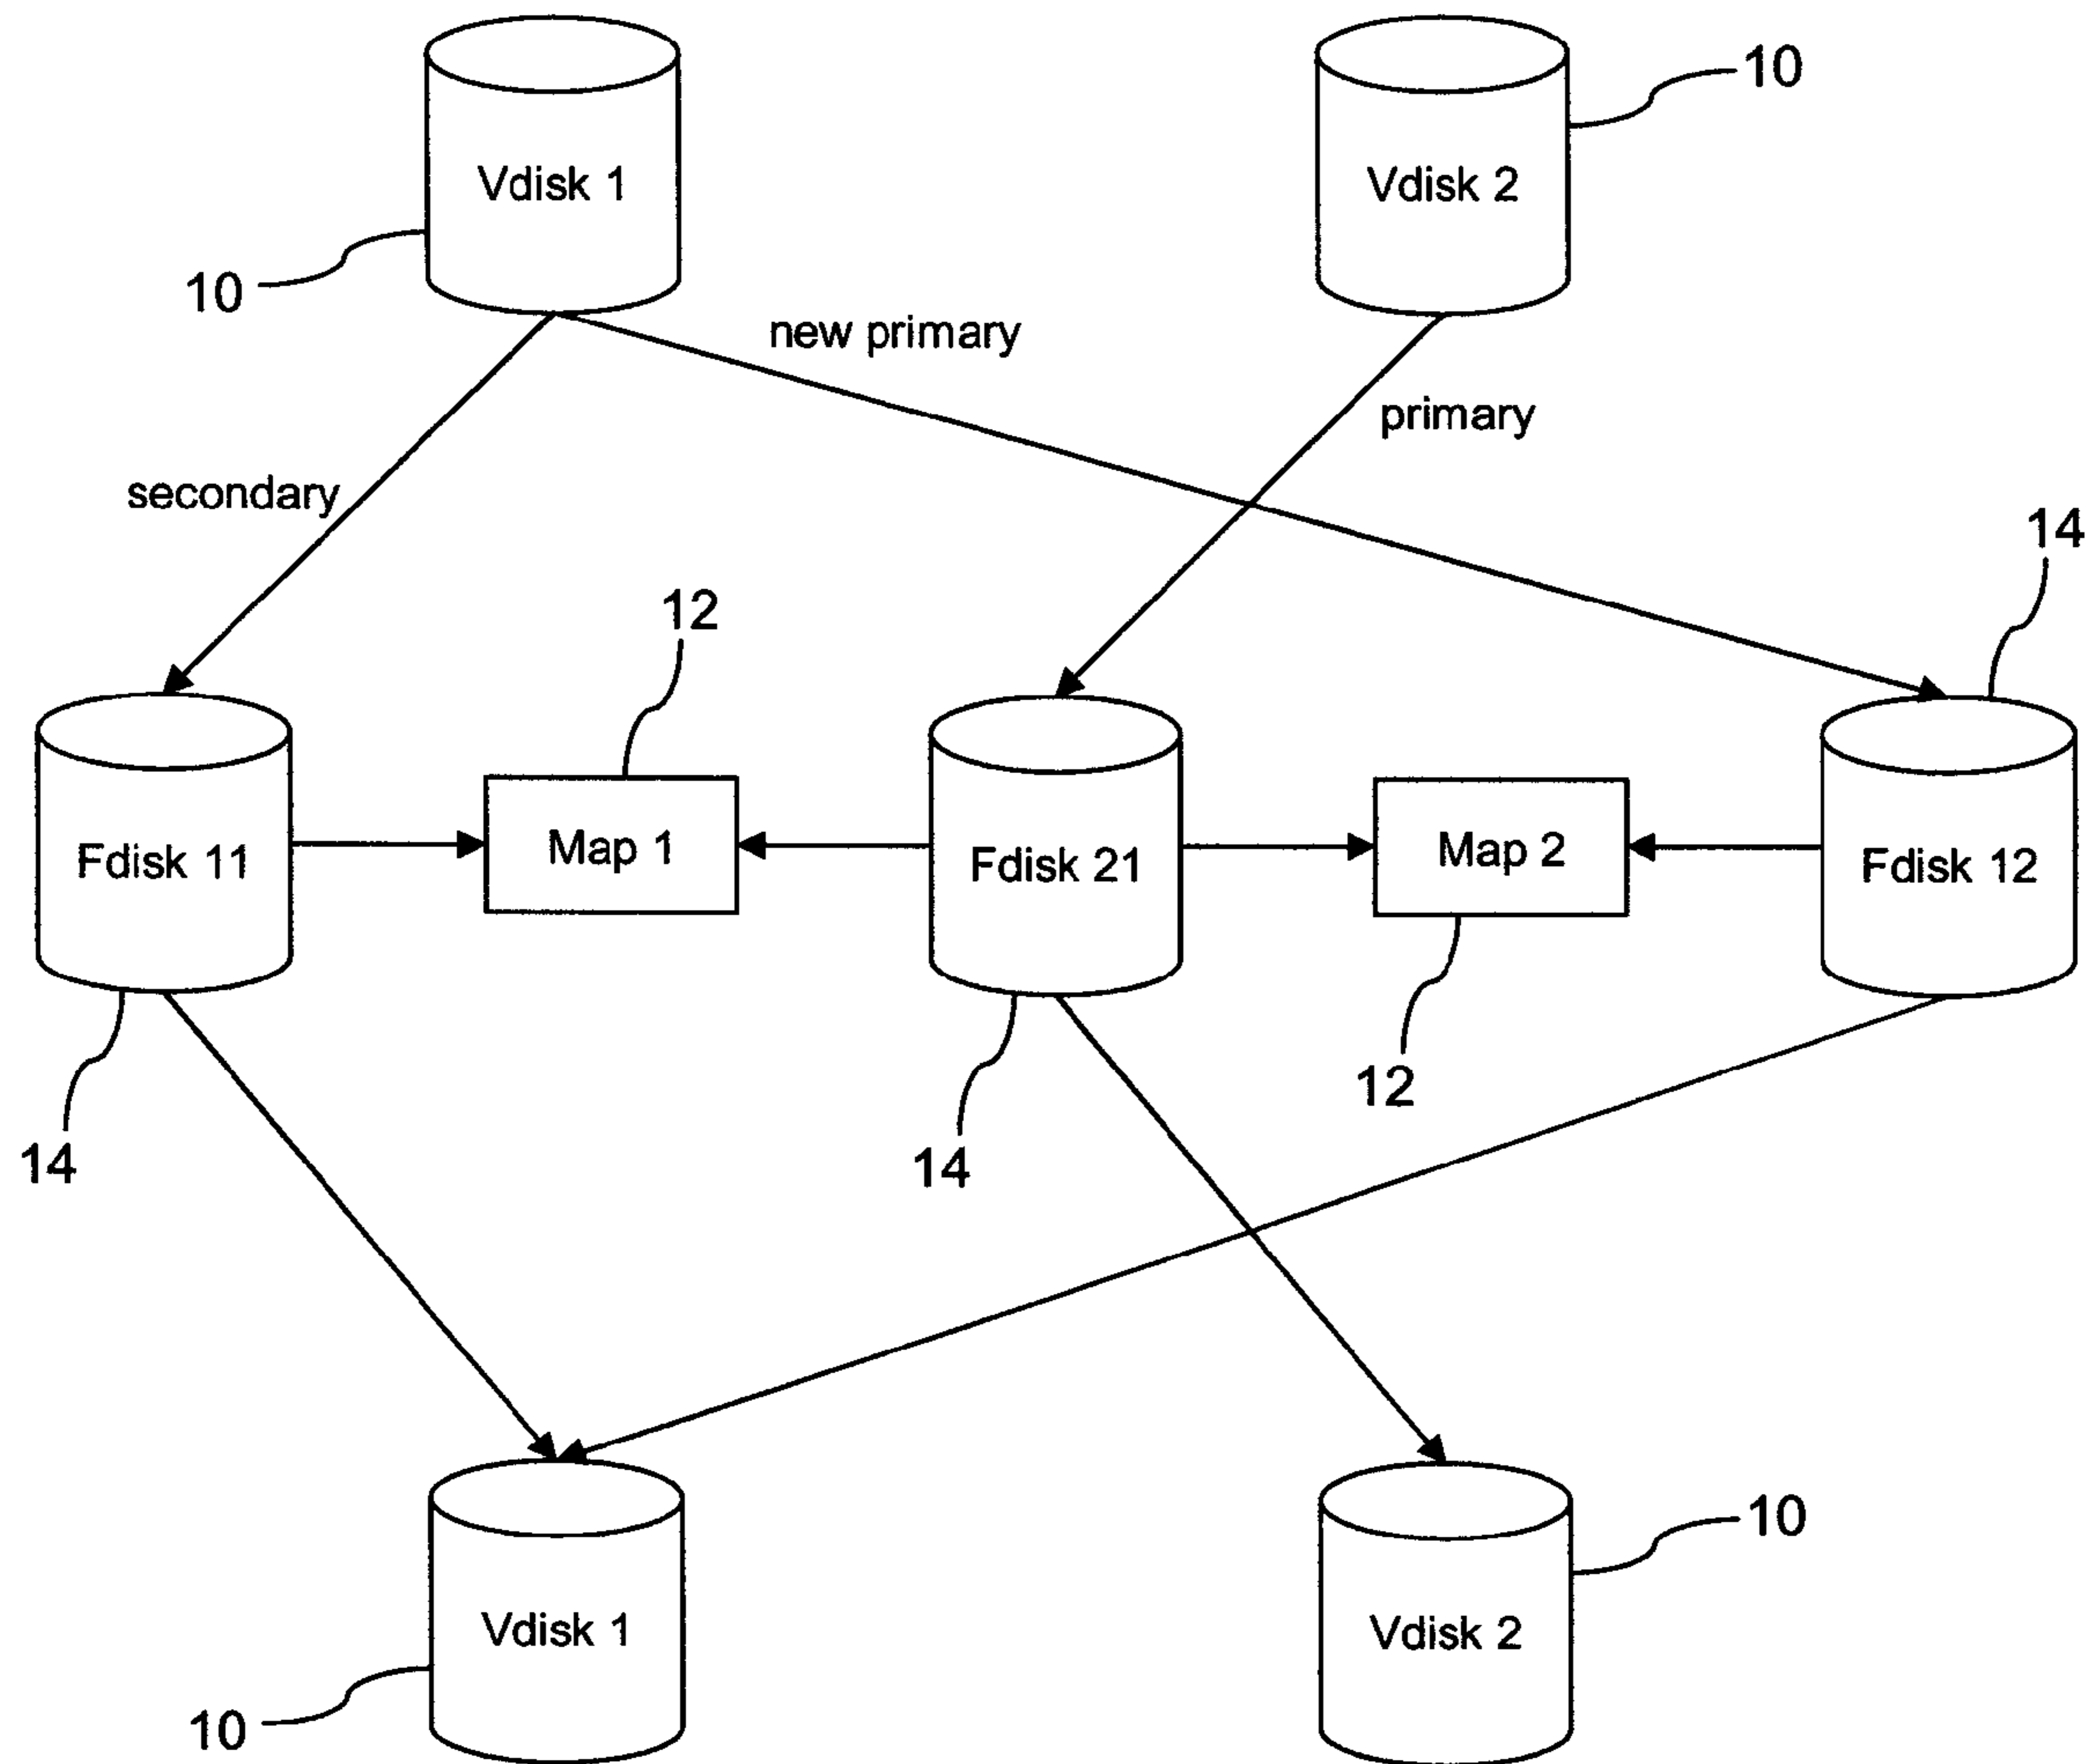 Vdisk 1
Vdisk 2
10
10
new primary
primary
secondary
14
12
Fdisk 11
Map 1
Fdisk 21
Map 2
Fdisk 12
12
14
14
Vdisk 1
Vdisk 2
10
10